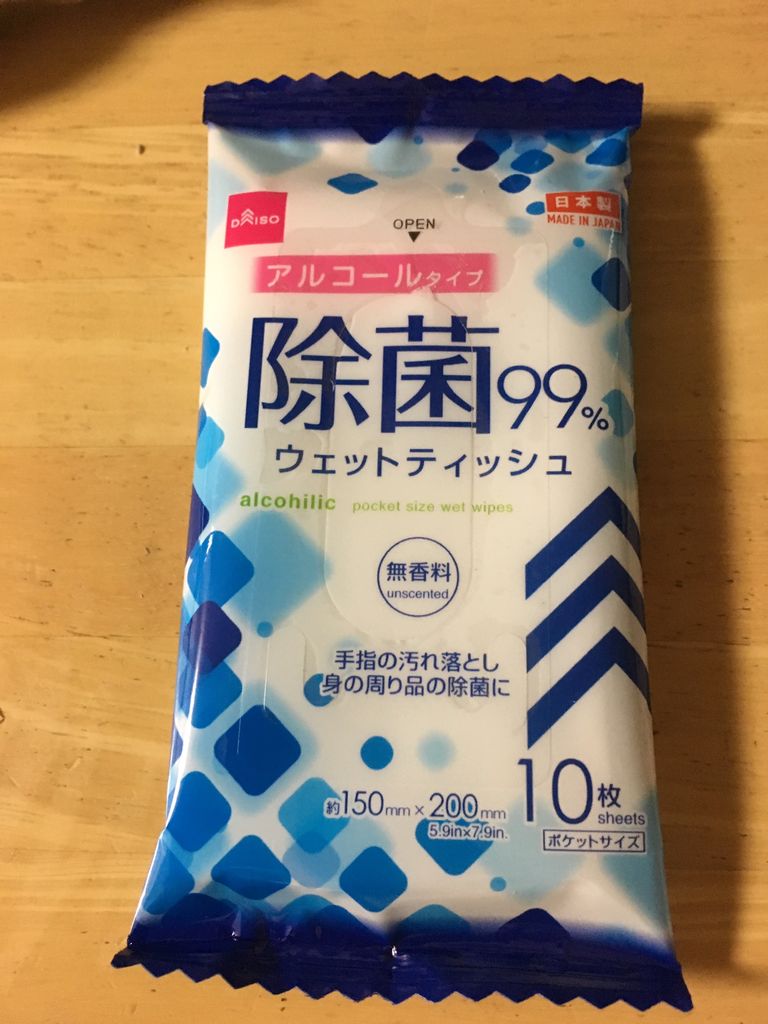 DAISO
日本製
MADE IN JAPAN
OPEN
アルコールタイプ
除菌99%
ウェットティッシュ
alcohilic pocket size wet wipes
無香料
unscented
手指の汚れ落とし
身の周り品の除菌に
約150mm×200mm
5.9in×7.9in.
10枚
sheets
ポケットサイズ